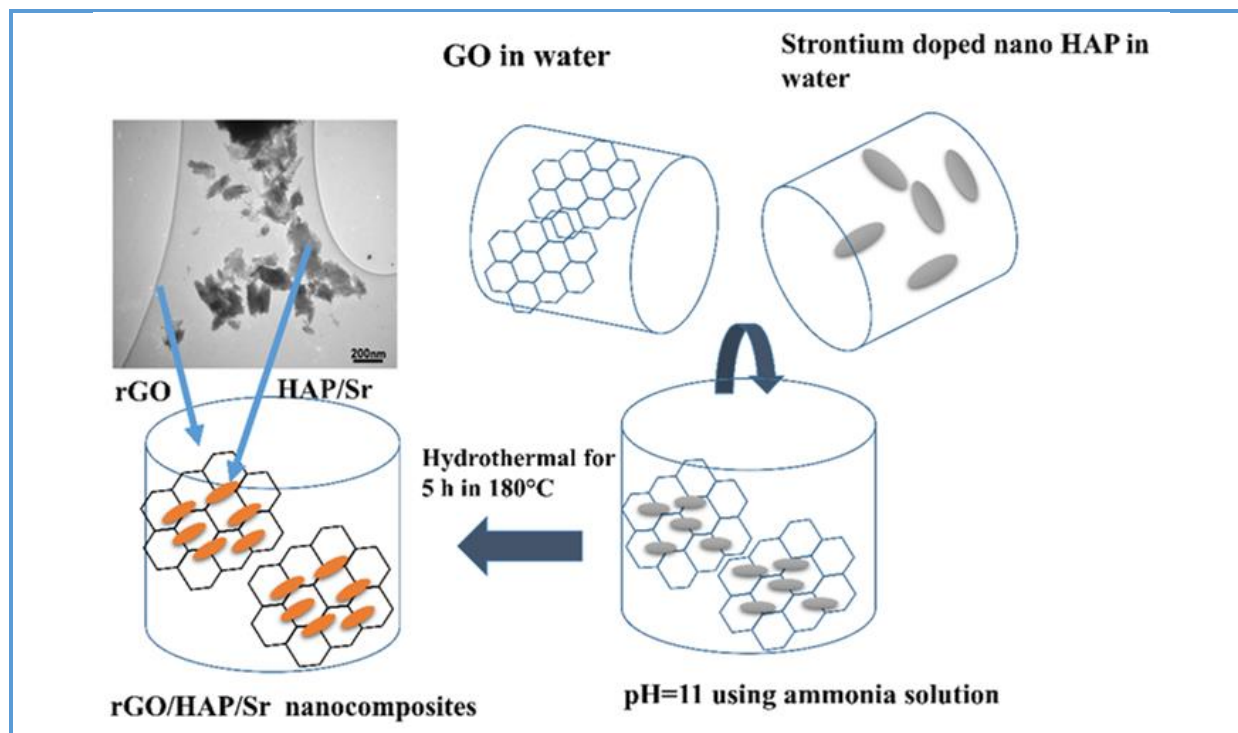 GO in water
Strontium doped nano HAP in
water
200nm
rGO
HAP/Sr
Hydrothermal for
5 h in 180°C
rGO/HAP/Sr nanocomposites
pH=11 using ammonia solution